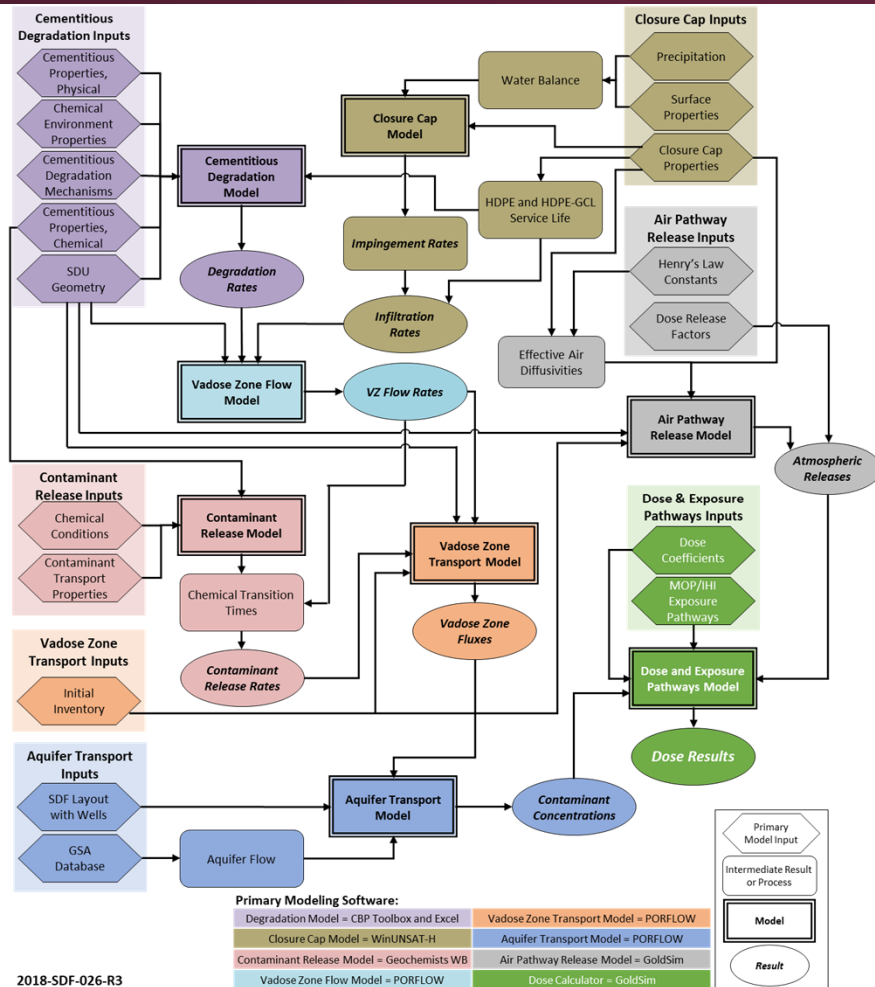 Cementitious
Degradation Inputs
Cementitious
Properties,
Physical
Chemical
Environment
Properties
Cementitious
Degradation
Mechanisms
Cementitious
Properties,
Chemical
SDU
Geometry
Cementitious
Degradation
Model
Degradation
Rates
Closure Cap Inputs
Precipitation
Surface
Properties
Closure Cap
Properties
Water Balance
Closure Cap
Model
HDPE and HDPE-GCL
Service Life
Impingement Rates
Infiltration
Rates
Air Pathway
Release Inputs
Henry's Law
Constants
Dose Release
Factors
Effective Air
Diffusivities
Air Pathway
Release Model
Atmospheric
Releases
Vadose Zone Flow
Model
VZ Flow Rates
Contaminant
Release Inputs
Chemical
Conditions
Contaminant
Transport
Properties
Contaminant
Release Model
Chemical Transition
Times
Contaminant
Release Rates
Vadose Zone
Transport Model
Vadose Zone
Fluxes
Dose & Exposure
Pathways Inputs
Dose
Coefficients
MOP/IHI
Exposure
Pathways
Dose and Exposure
Pathways Model
Dose Results
Vadose Zone
Transport Inputs
Initial
Inventory
Aquifer Transport
Inputs
SDF Layout
with Wells
GSA
Database
Aquifer Flow
Aquifer Transport
Model
Contaminant
Concentrations
Primary
Model Input
Intermediate Result
or Process
Model
Result
Primary Modeling Software:
Degradation Model = CBP Toolbox and Excel
Vadose Zone Transport Model = PORFLOW
Closure Cap Model = WinUNSAT-H
Aquifer Transport Model = PORFLOW
Contaminant Release Model = Geochemists WB
Air Pathway Release Model = GoldSim
Vadose Zone Flow Model = PORFLOW
Dose Calculator = GoldSim
2018-SDF-026-R3